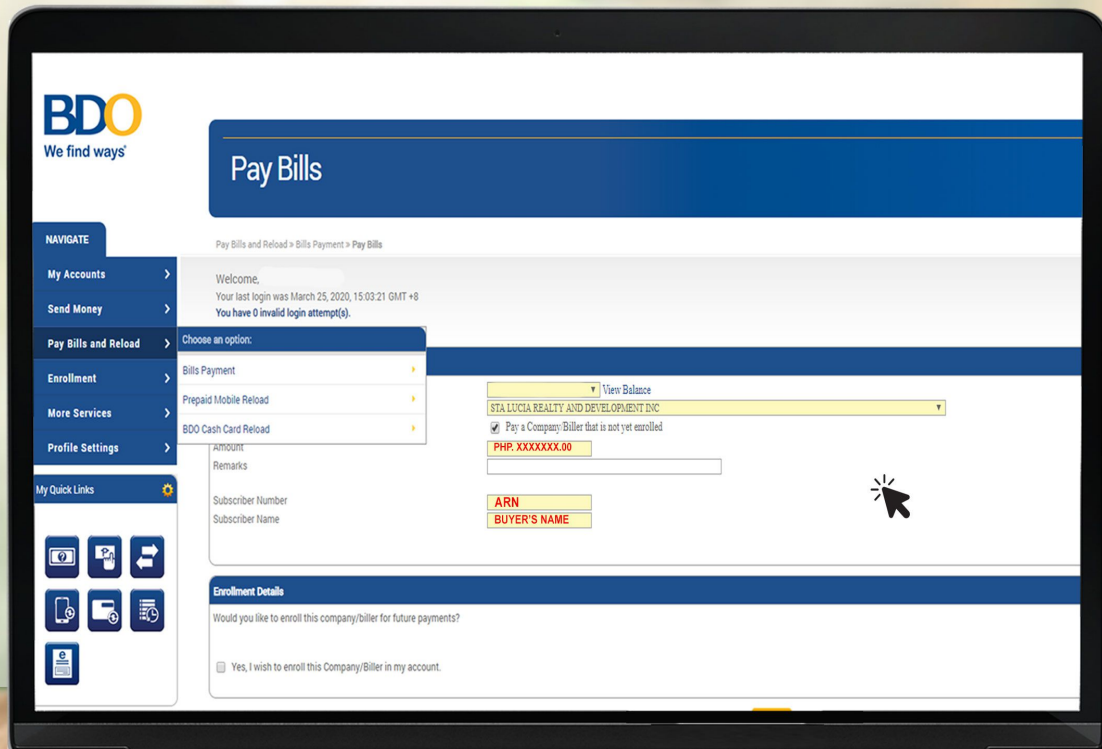 BDO
We find ways
Pay Bills
NAVIGATE
My Accounts
Send Money
Pay Bills and Reload
Enrollment
More Services
Profile Settings
My Quick Links
Pay Bills and Reload » Bills Payment » Pay Bills
Welcome,
Your last login was March 25, 2020, 15:03:21 GMT +8
You have 0 invalid login attempt(s).
Choose an option:
Bills Payment
Prepaid Mobile Reload
BDO Cash Card Reload
View Balance
STA LUCIA REALTY AND DEVELOPMENT INC
Pay a Company/Biller that is not yet enrolled
Amount PHP. XXXXXXX.00
Remarks
Subscriber Number ARN
Subscriber Name BUYER'S NAME
Enrollment Details
Would you like to enroll this company/biller for future payments?
Yes, I wish to enroll this Company/Biller in my account.